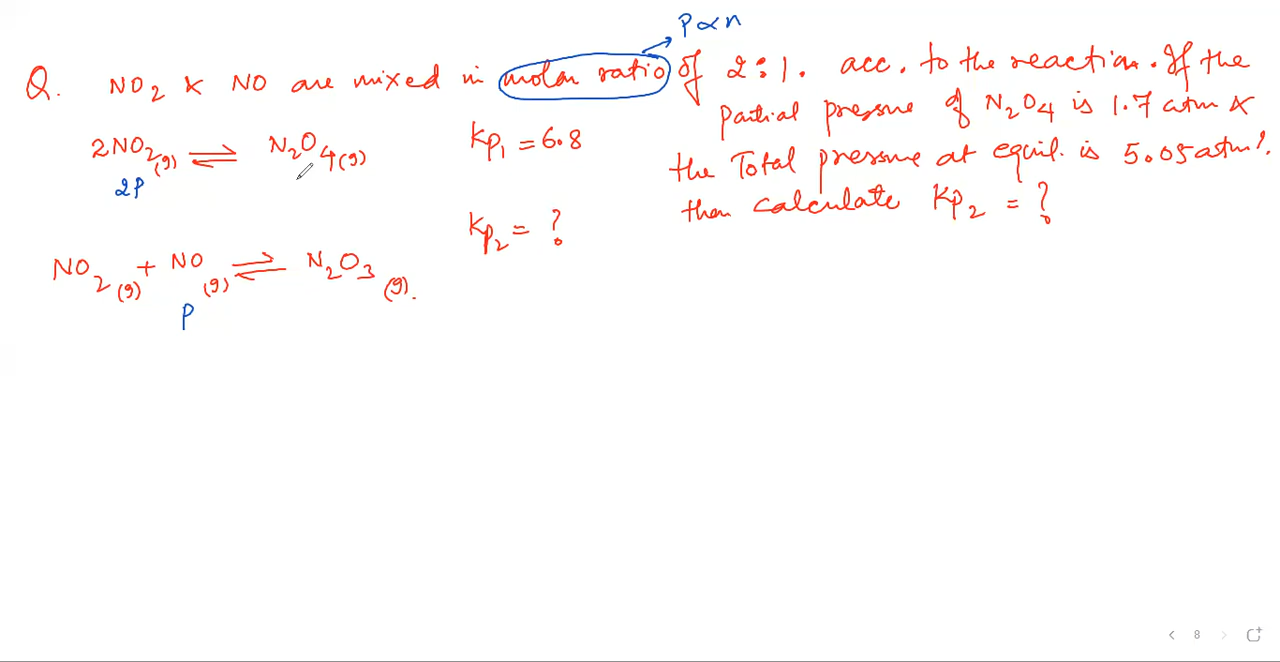 P ∝ n
Q. NO2 & NO are mixed in molar ratio of 2:1. acc. to the reaction. If the
partial pressure of N2O4 is 1.7 atm &
the Total pressure at equil. is 5.05 atm?
then calculate Kp2 = ?
2NO2(g) ⇌ N2O4(g) Kp1 = 6.8
2P
Kp2 = ?
NO2(g) + NO(g) ⇌ N2O3(g).
P
8